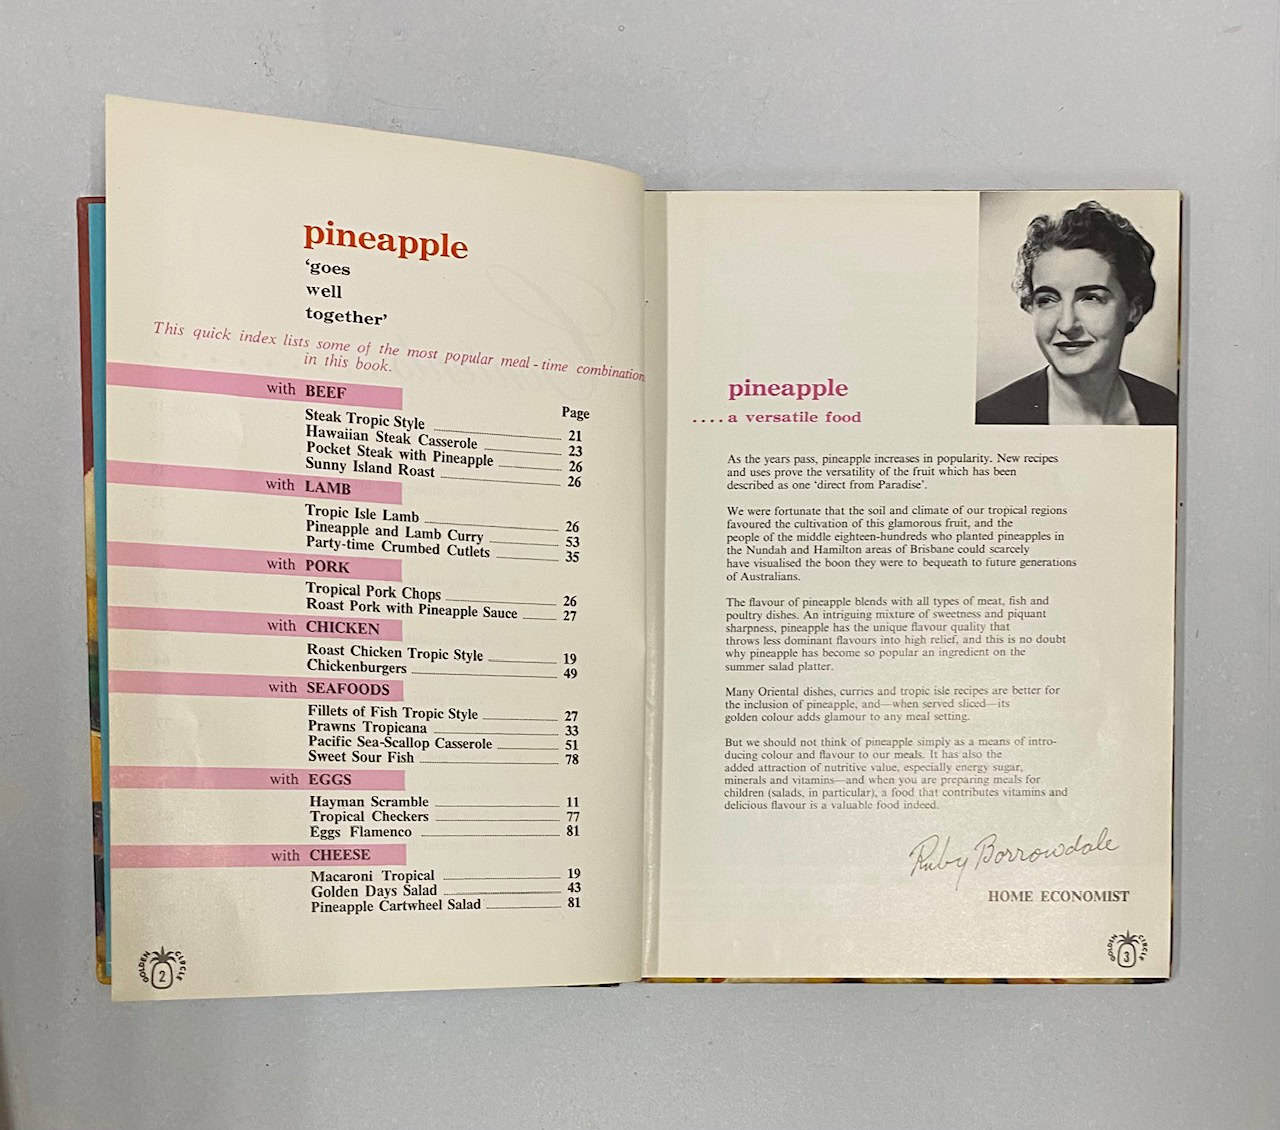 pineapple
‘goes
well
together’
This quick index lists some of the most popular meal-time combination
in this book.
with BEEF
Page
Steak Tropic Style 21
Hawaiian Steak Casserole 23
Pocket Steak with Pineapple 26
Sunny Island Roast 26
with LAMB
Tropic Isle Lamb 26
Pineapple and Lamb Curry 53
Party-time Crumbed Cutlets 35
with PORK
Tropical Pork Chops 26
Roast Pork with Pineapple Sauce 27
with CHICKEN
Roast Chicken Tropic Style 19
Chickenburgers 49
with SEAFOODS
Fillets of Fish Tropic Style 27
Prawns Tropicana 33
Pacific Sea-Scallop Casserole 51
Sweet Sour Fish 78
with EGGS
Hayman Scramble 11
Tropical Checkers 77
Eggs Flamenco 81
with CHEESE
Macaroni Tropical 19
Golden Days Salad 43
Pineapple Cartwheel Salad 81
GOLDEN CIRCLE
2
pineapple
....a versatile food
As the years pass, pineapple increases in popularity. New recipes
and uses prove the versatility of the fruit which has been
described as one ‘direct from Paradise’.
We were fortunate that the soil and climate of our tropical regions
favoured the cultivation of this glamorous fruit, and the
people of the middle eighteen-hundreds who planted pineapples in
the Nundah and Hamilton areas of Brisbane could scarcely
have visualised the boon they were to bequeath to future generations
of Australians.
The flavour of pineapple blends with all types of meat, fish and
poultry dishes. An intriguing mixture of sweetness and piquant
sharpness, pineapple has the unique flavour quality that
throws less dominant flavours into high relief, and this is no doubt
why pineapple has become so popular an ingredient on the
summer salad platter.
Many Oriental dishes, curries and tropic isle recipes are better for
the inclusion of pineapple, and—when served sliced—its
golden colour adds glamour to any meal setting.
But we should not think of pineapple simply as a means of intro-
ducing colour and flavour to our meals. It has also the
added attraction of nutritive value, especially energy sugar,
minerals and vitamins—and when you are preparing meals for
children (salads, in particular), a food that contributes vitamins and
delicious flavour is a valuable food indeed.
Ruby Borrowdale
HOME ECONOMIST
GOLDEN CIRCLE
3